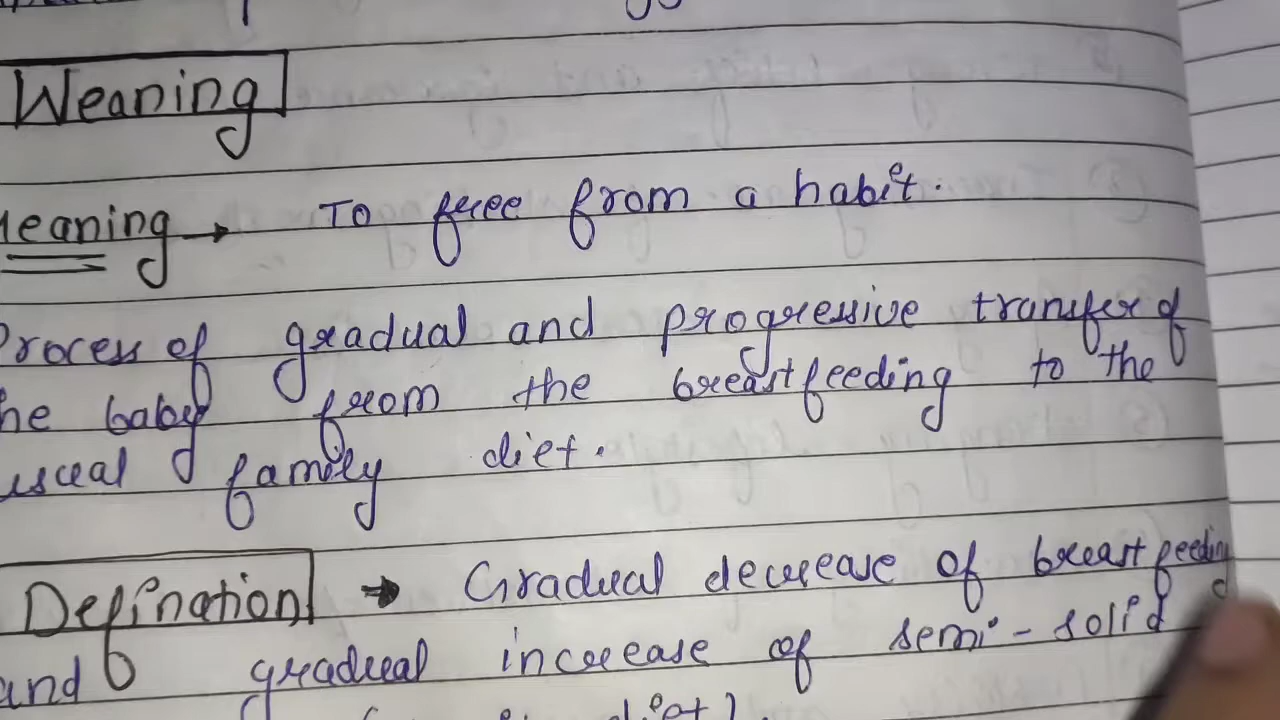 Weaning
Meaning → To free from a habit.
Process of gradual and progressive transfer of
the baby from the breastfeeding to the
usual family diet.
Defination → Gradual decrease of breastfeeding
and gradual increase of semi-solid
diet).